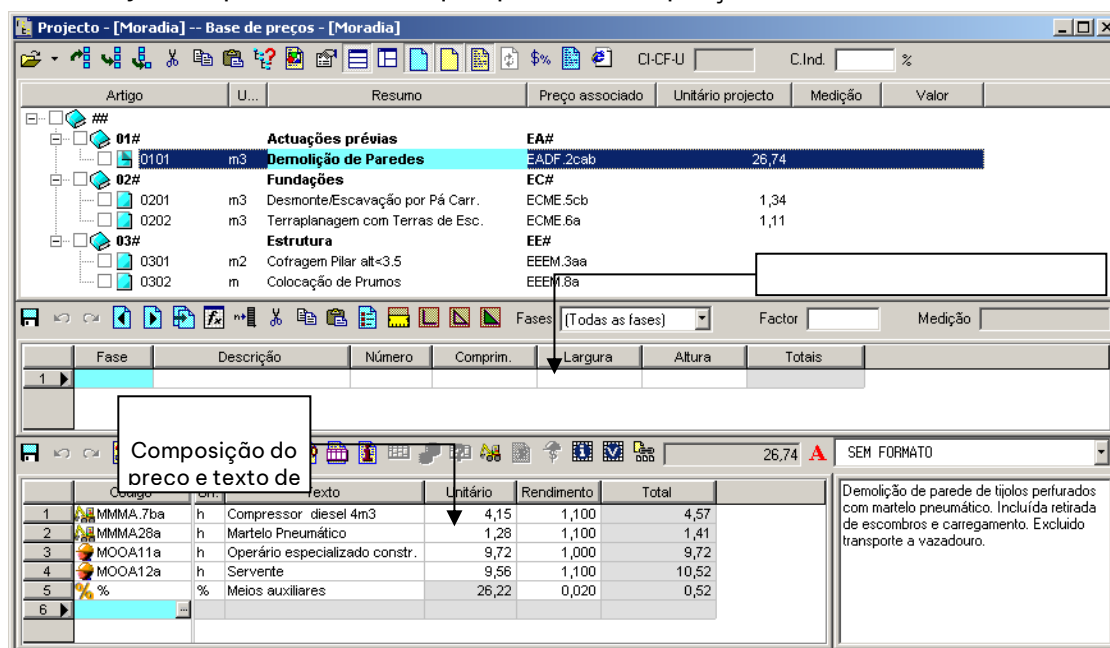 Projecto - [Moradia] -- Base de preços - [Moradia]
$% CI-CF-U C.Ind. %
Artigo U... Resumo Preço associado Unitário projecto Medição Valor
##
01# Actuações prévias EA#
0101 m3 Demolição de Paredes EADF.2cab 26,74
02# Fundações EC#
0201 m3 Desmonte/Escavação por Pá Carr. ECME.5cb 1,34
0202 m3 Terraplanagem com Terras de Esc. ECME.6a 1,11
03# Estrutura EE#
0301 m2 Cofragem Pilar alt<3.5 EEEM.3aa
0302 m Colocação de Prumos EEEM.8a
Fases (Todas as fases) Factor Medição
Fase Descrição Número Comprim. Largura Altura Totais
1
Composição do
preço e texto de
26,74 A SEM FORMATO
Código Un. Texto Unitário Rendimento Total
1 MMMA.7ba h Compressor diesel 4m3 4,15 1,100 4,57
2 MMMA28a h Martelo Pneumático 1,28 1,100 1,41
3 MOOA11a h Operário especializado constr. 9,72 1,000 9,72
4 MOOA12a h Servente 9,56 1,100 10,52
5 % % Meios auxiliares 26,22 0,020 0,52
6 ...
Demolição de parede de tijolos perfurados
com martelo pneumático. Incluída retirada
de escombros e carregamento. Excluido
transporte a vazadouro.